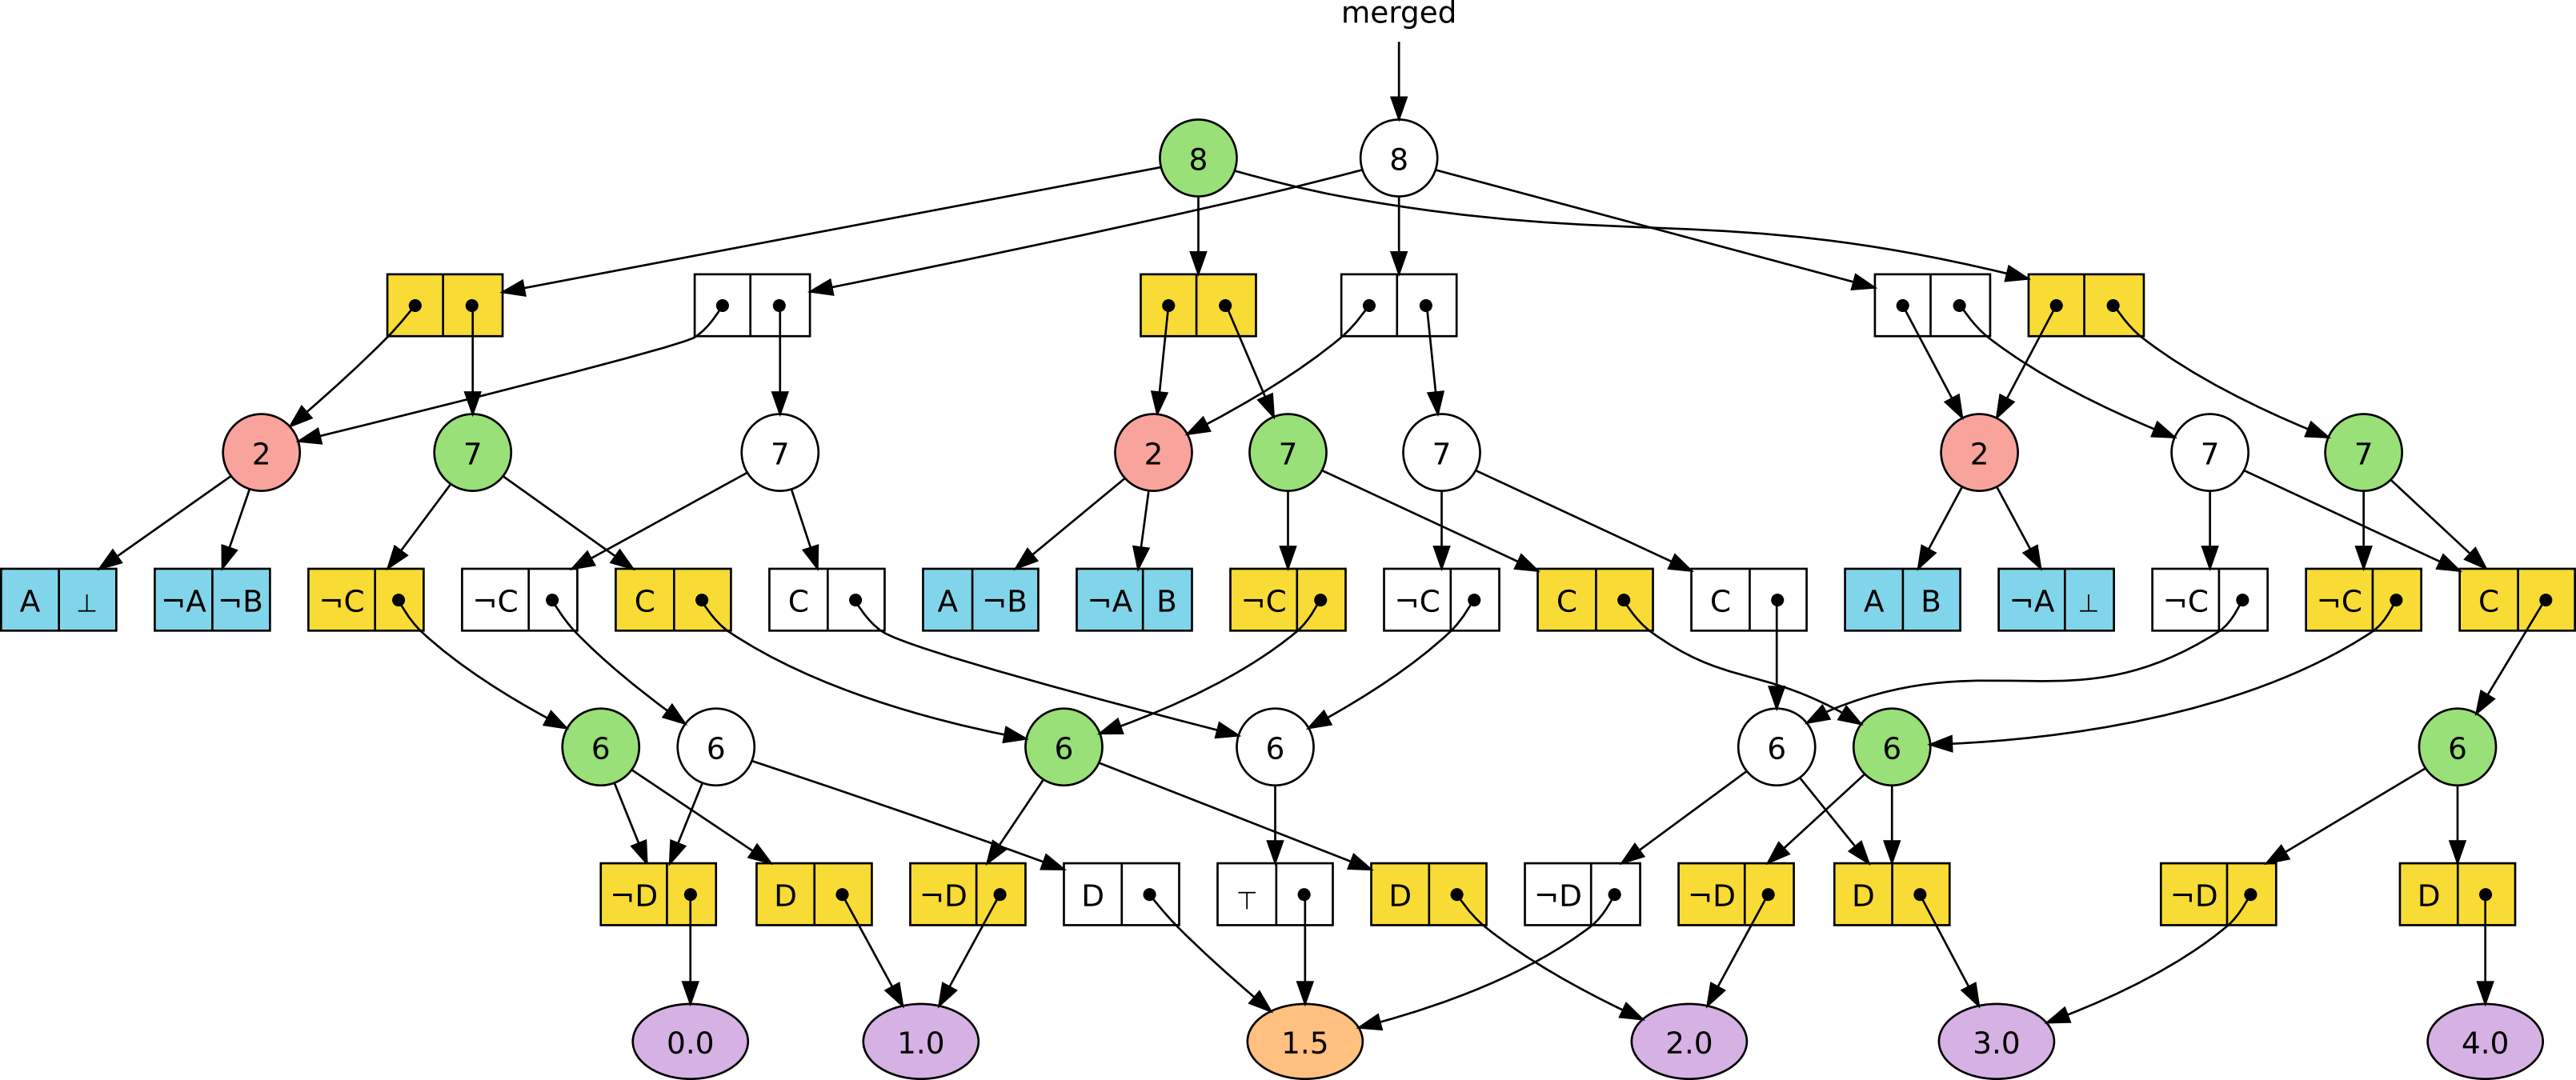 merged
8 8
2 7 7 2 7 7 2 7 7
A ⊥ ¬A ¬B ¬C ¬C C C A ¬B ¬A B ¬C ¬C C C A B ¬A ⊥ ¬C ¬C C
6 6 6 6 6 6 6
¬D D ¬D D ⊤ D ¬D ¬D D ¬D D
0.0 1.0 1.5 2.0 3.0 4.0